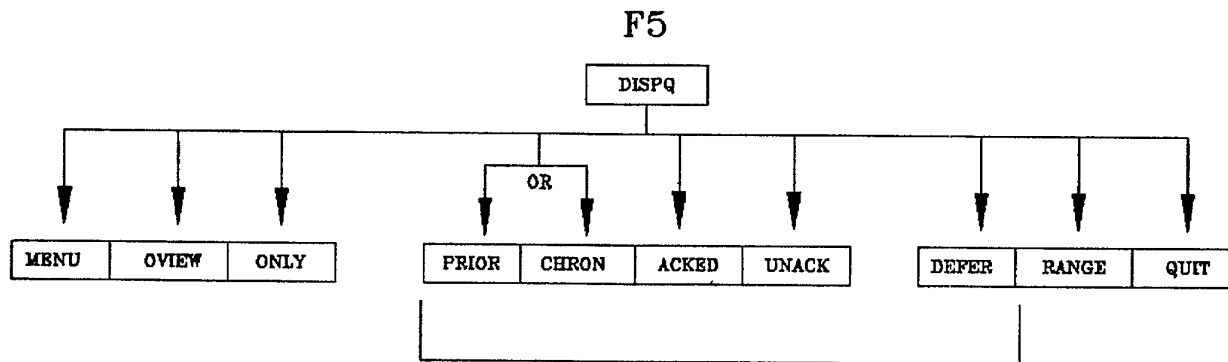 F5
DISPQ
OR
MENU OVIEW ONLY PRIOR CHRON ACKED UNACK DEFER RANGE QUIT